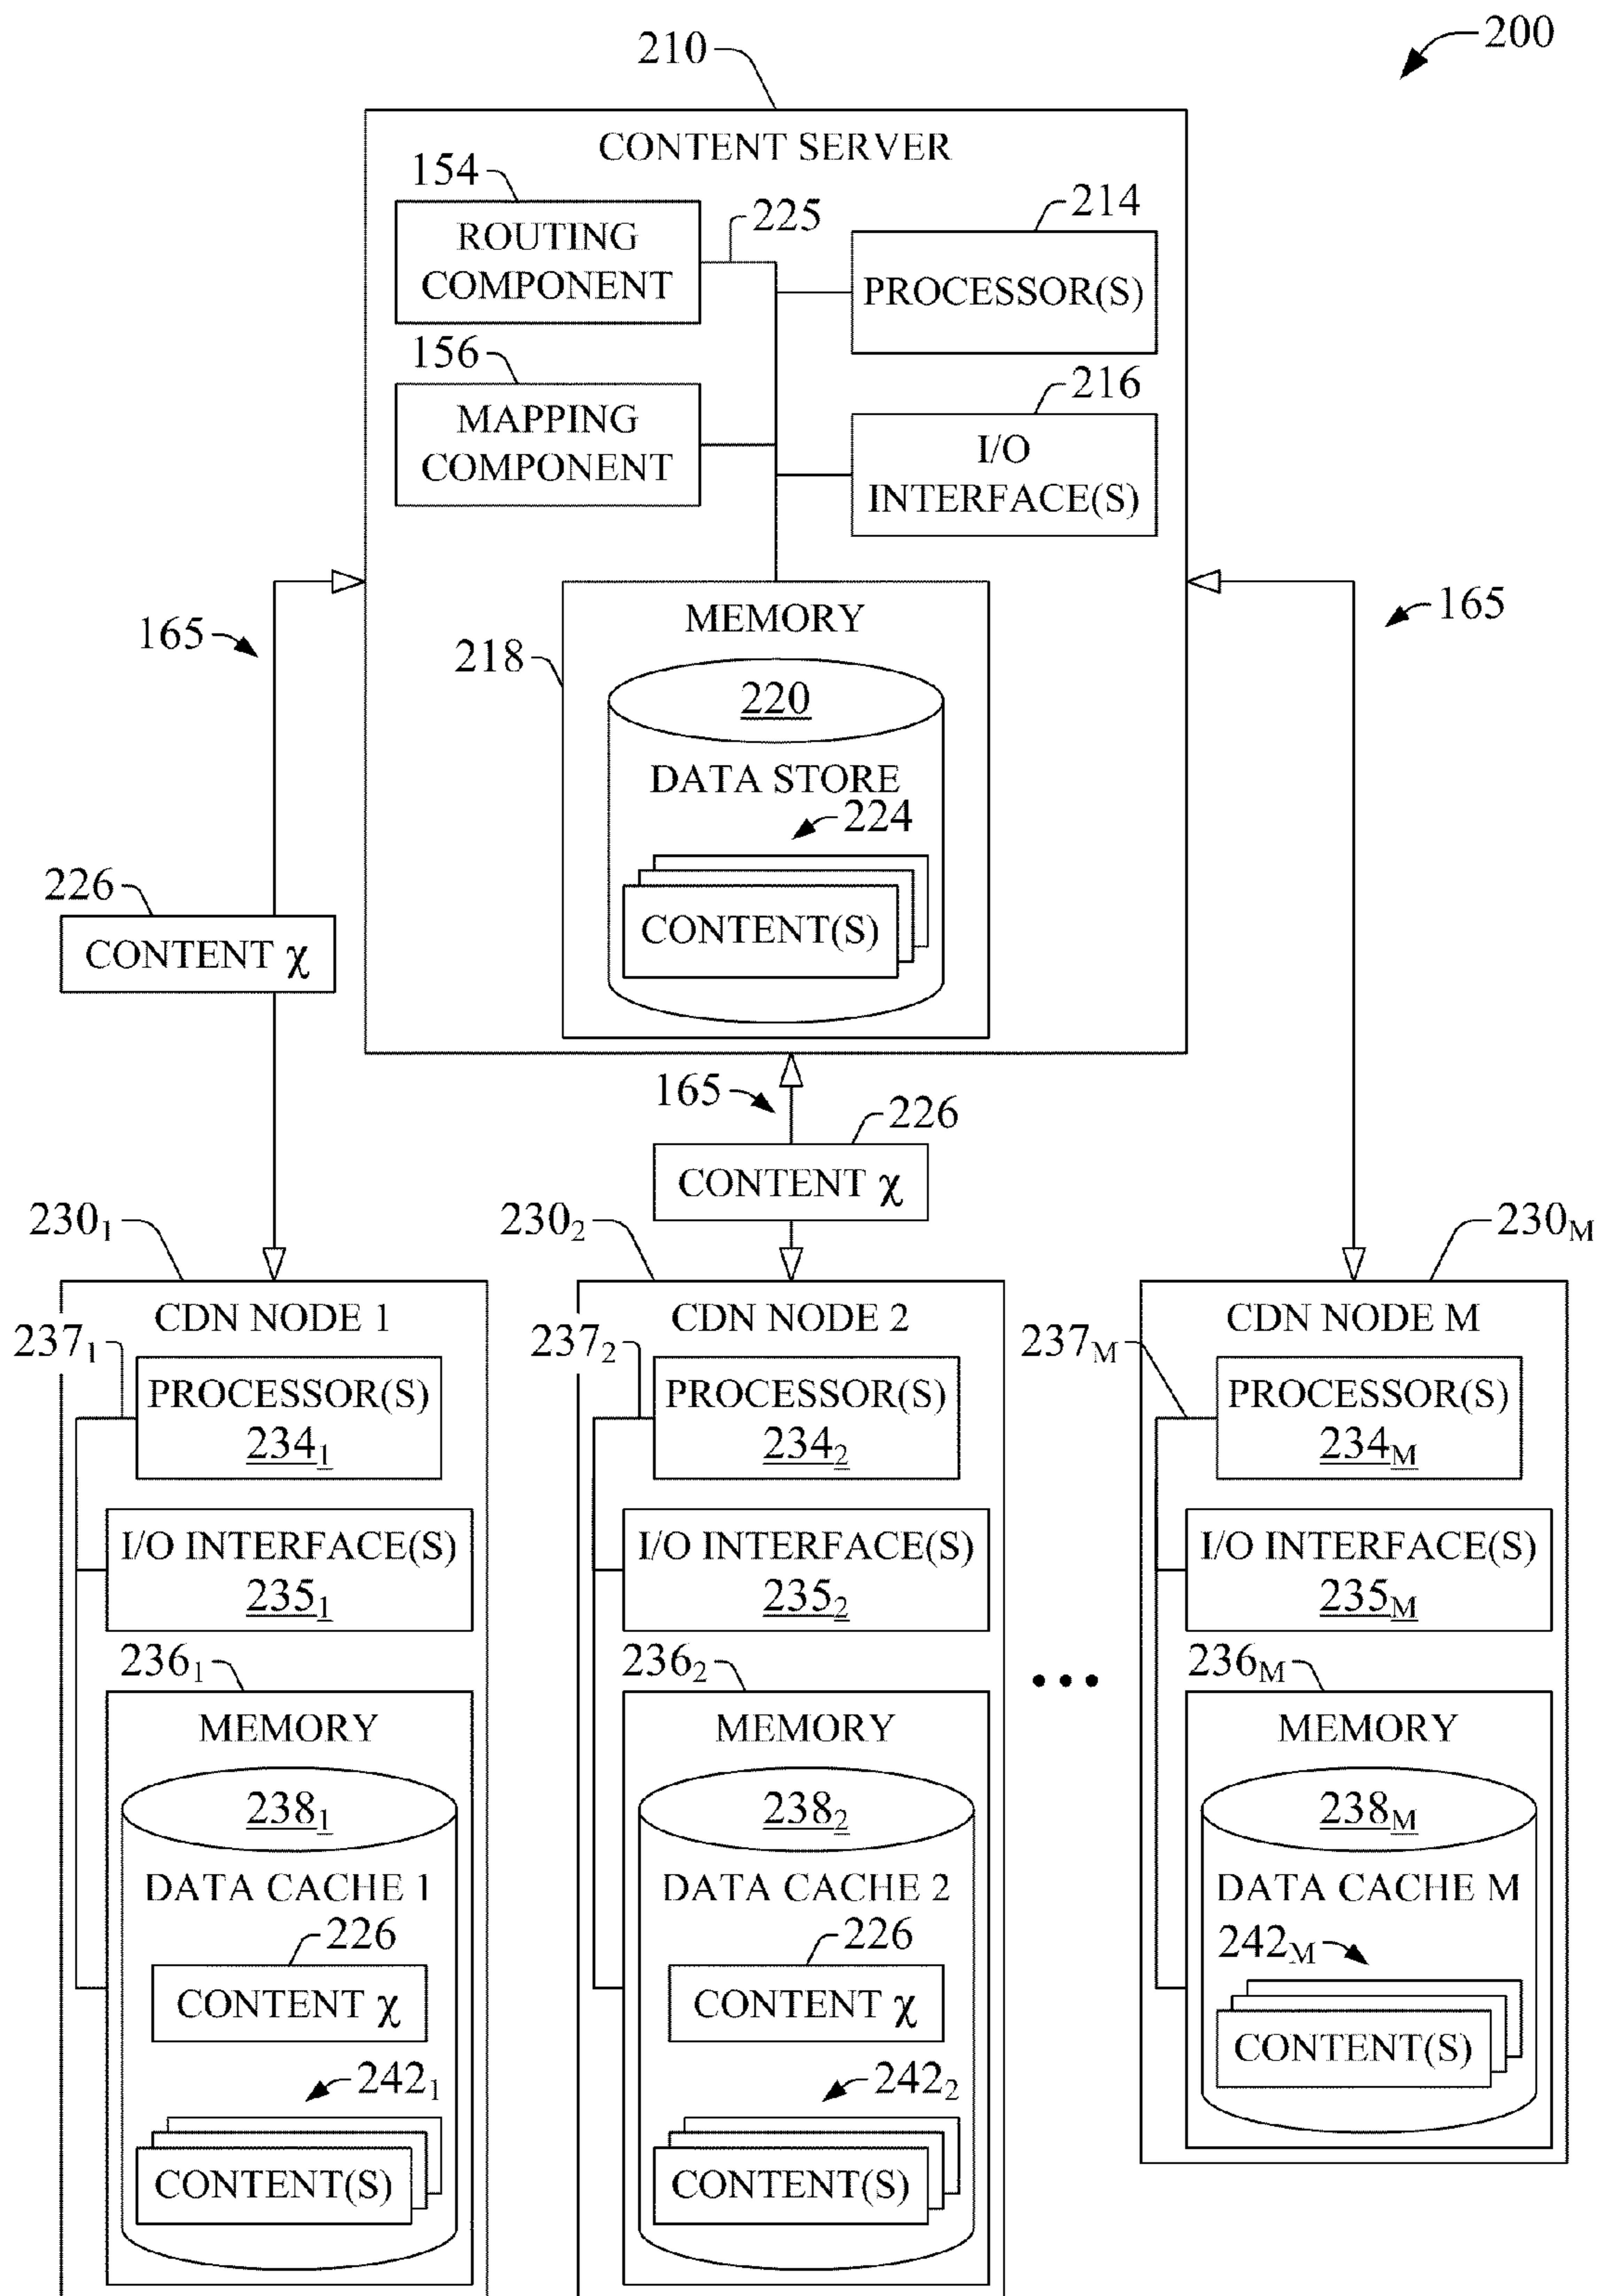 200
210
CONTENT SERVER
154
ROUTING
COMPONENT
225
214
PROCESSOR(S)
156
MAPPING
COMPONENT
216
I/O
INTERFACE(S)
165
165
MEMORY
218
220
DATA STORE
224
CONTENT(S)
226
CONTENT χ
165
226
CONTENT χ
230₁
230₂
230M
CDN NODE 1
237₁
PROCESSOR(S)
234₁
I/O INTERFACE(S)
235₁
236₁
MEMORY
238₁
DATA CACHE 1
226
CONTENT χ
242₁
CONTENT(S)
CDN NODE 2
237₂
PROCESSOR(S)
234₂
I/O INTERFACE(S)
235₂
236₂
MEMORY
238₂
DATA CACHE 2
226
CONTENT χ
242₂
CONTENT(S)
•••
CDN NODE M
237M
PROCESSOR(S)
234M
I/O INTERFACE(S)
235M
236M
MEMORY
238M
DATA CACHE M
242M
CONTENT(S)